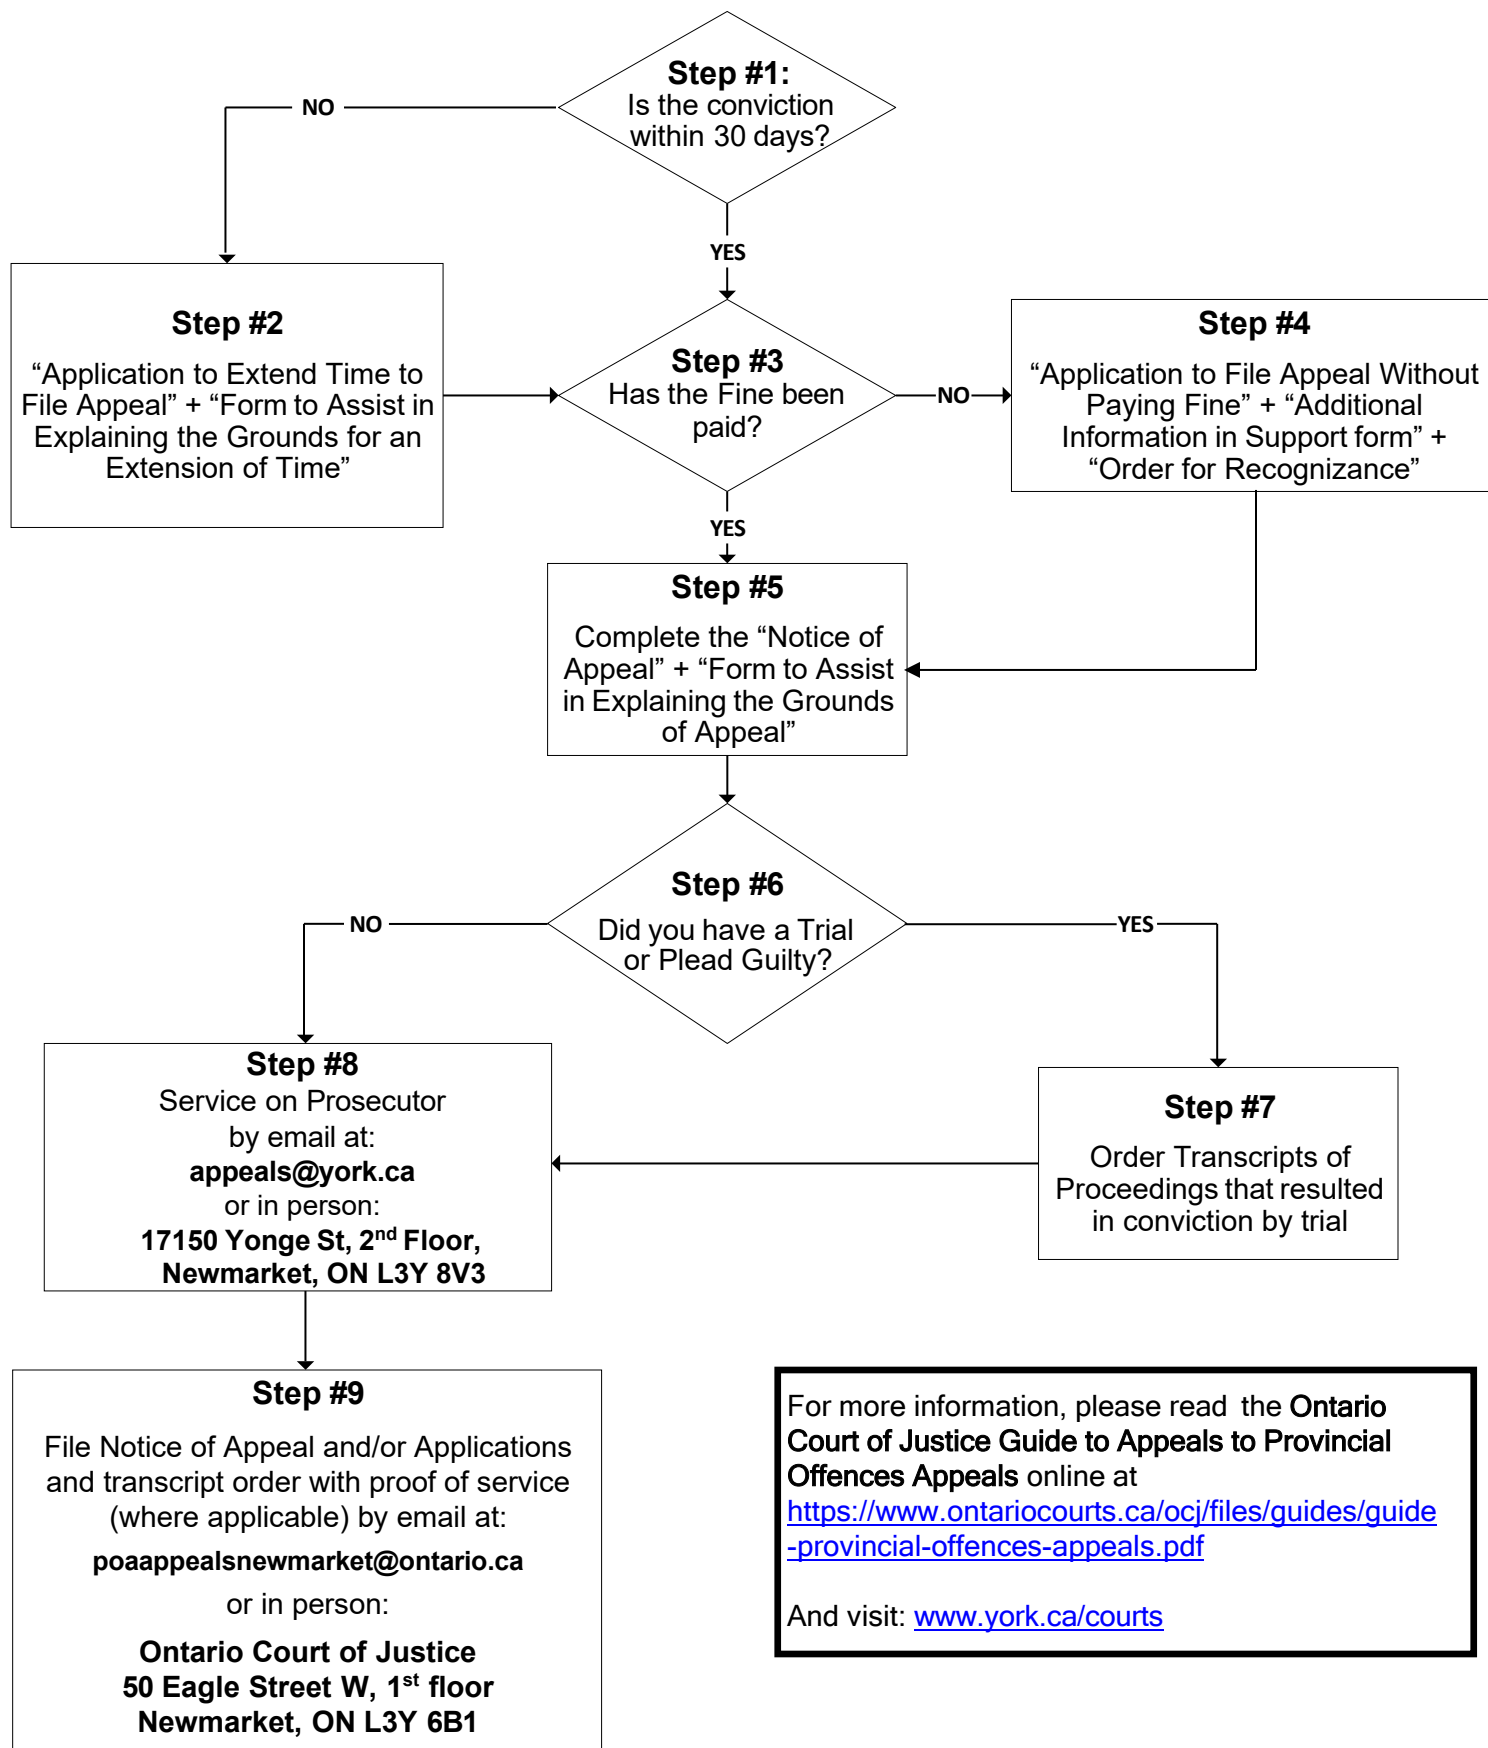 Step #1:
Is the conviction
within 30 days?
NO
YES
Step #2
“Application to Extend Time to
File Appeal” + “Form to Assist in
Explaining the Grounds for an
Extension of Time”
Step #3
Has the Fine been
paid?
NO
Step #4
“Application to File Appeal Without
Paying Fine” + “Additional
Information in Support form” +
“Order for Recognizance”
YES
Step #5
Complete the “Notice of
Appeal” + “Form to Assist
in Explaining the Grounds
of Appeal”
Step #6
Did you have a Trial
or Plead Guilty?
NO
YES
Step #8
Service on Prosecutor
by email at:
appeals@york.ca
or in person:
17150 Yonge St, 2nd Floor,
Newmarket, ON L3Y 8V3
Step #7
Order Transcripts of
Proceedings that resulted
in conviction by trial
Step #9
File Notice of Appeal and/or Applications
and transcript order with proof of service
(where applicable) by email at:
poaappealsnewmarket@ontario.ca
or in person:
Ontario Court of Justice
50 Eagle Street W, 1st floor
Newmarket, ON L3Y 6B1
For more information, please read the Ontario
Court of Justice Guide to Appeals to Provincial
Offences Appeals online at
https://www.ontariocourts.ca/ocj/files/guides/guide
-provincial-offences-appeals.pdf
And visit: www.york.ca/courts